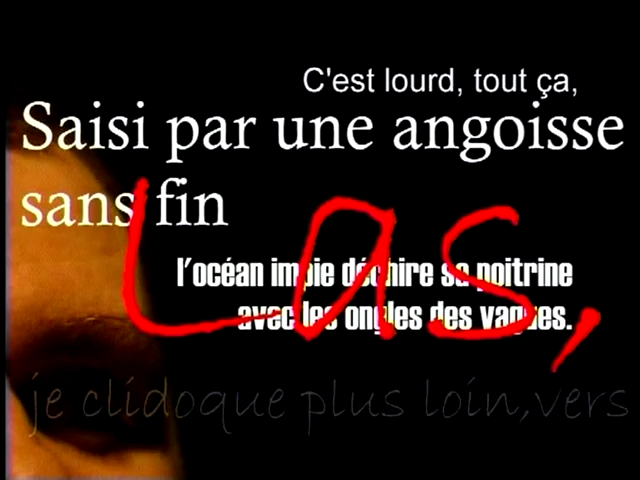 C'est lourd, tout ça,
Saisi par une angoisse
sans fin
Las,
l'océan impie déchire sa poitrine
avec les ongles des vagues.
je clidoque plus loin,vers